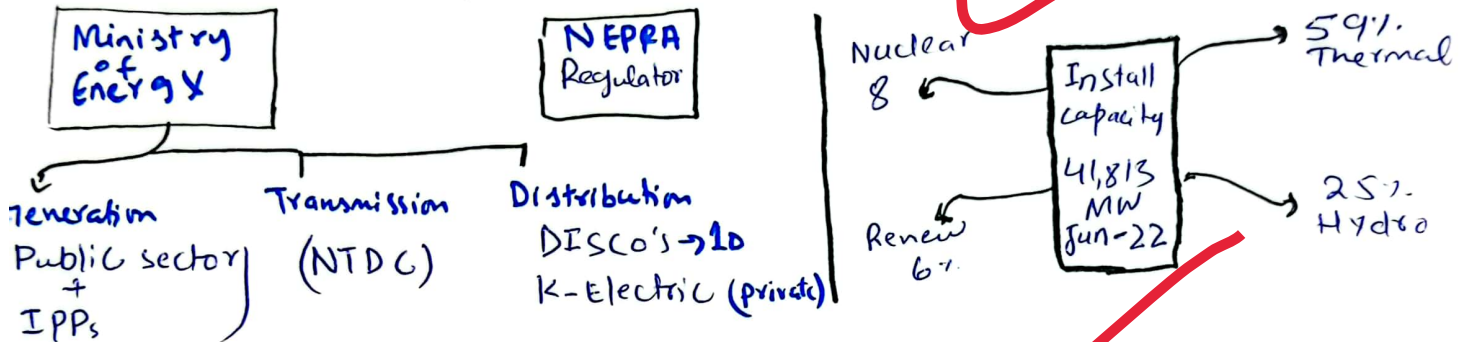 Ministry
of
Energy
NEPRA
Regulator
Generation
Public sector
+
IPPs
Transmission
(NTDC)
Distribution
DISCO's → 10
K-Electric (private)
Nuclear
8
Renew
6%
Install
capacity
41,813
MW
Jun-22
59%
Thermal
25%
Hydro